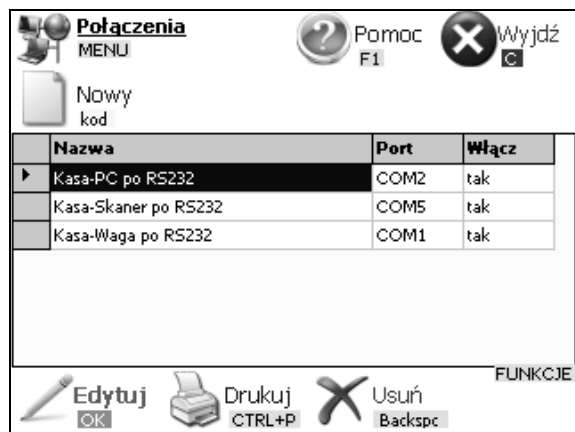 Połączenia
MENU
Pomoc
F1
Wyjdź
C
Nowy
kod
Nazwa Port Włącz
Kasa-PC po RS232 COM2 tak
Kasa-Skaner po RS232 COM5 tak
Kasa-Waga po RS232 COM1 tak
FUNKCJE
Edytuj
OK
Drukuj
CTRL+P
Usuń
Backspc